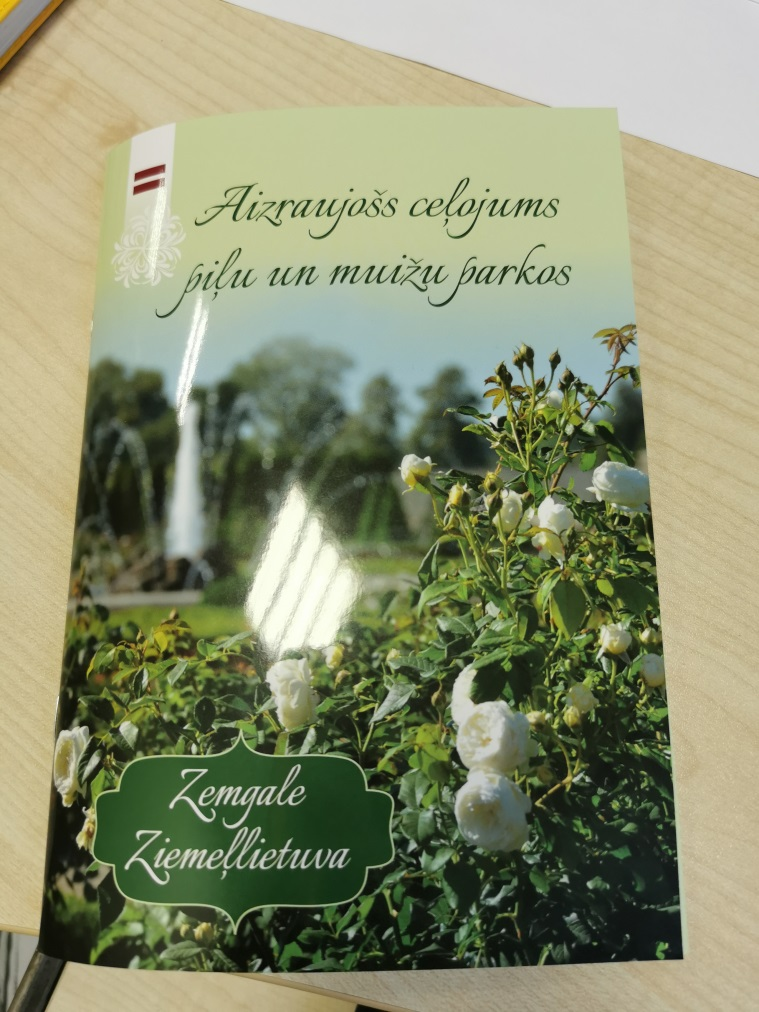 Aizraujošs ceļojums
piļu un muižu parkos
Zemgale
Ziemeļlietuva